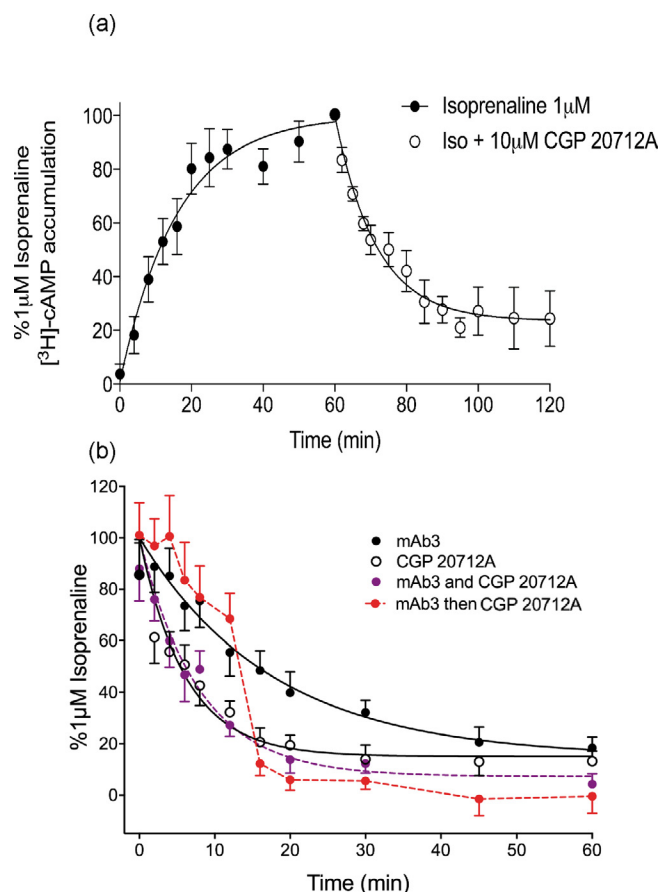 (a)
100
80
60
40
20
0
%1μM Isoprenaline
[³H]-cAMP accumulation
Isoprenaline 1μM
Iso + 10μM CGP 20712A
0 20 40 60 80 100 120
Time (min)
(b)
120
100
80
60
40
20
0
%1μM Isoprenaline
mAb3
CGP 20712A
mAb3 and CGP 20712A
mAb3 then CGP 20712A
0 10 20 30 40 50 60
Time (min)